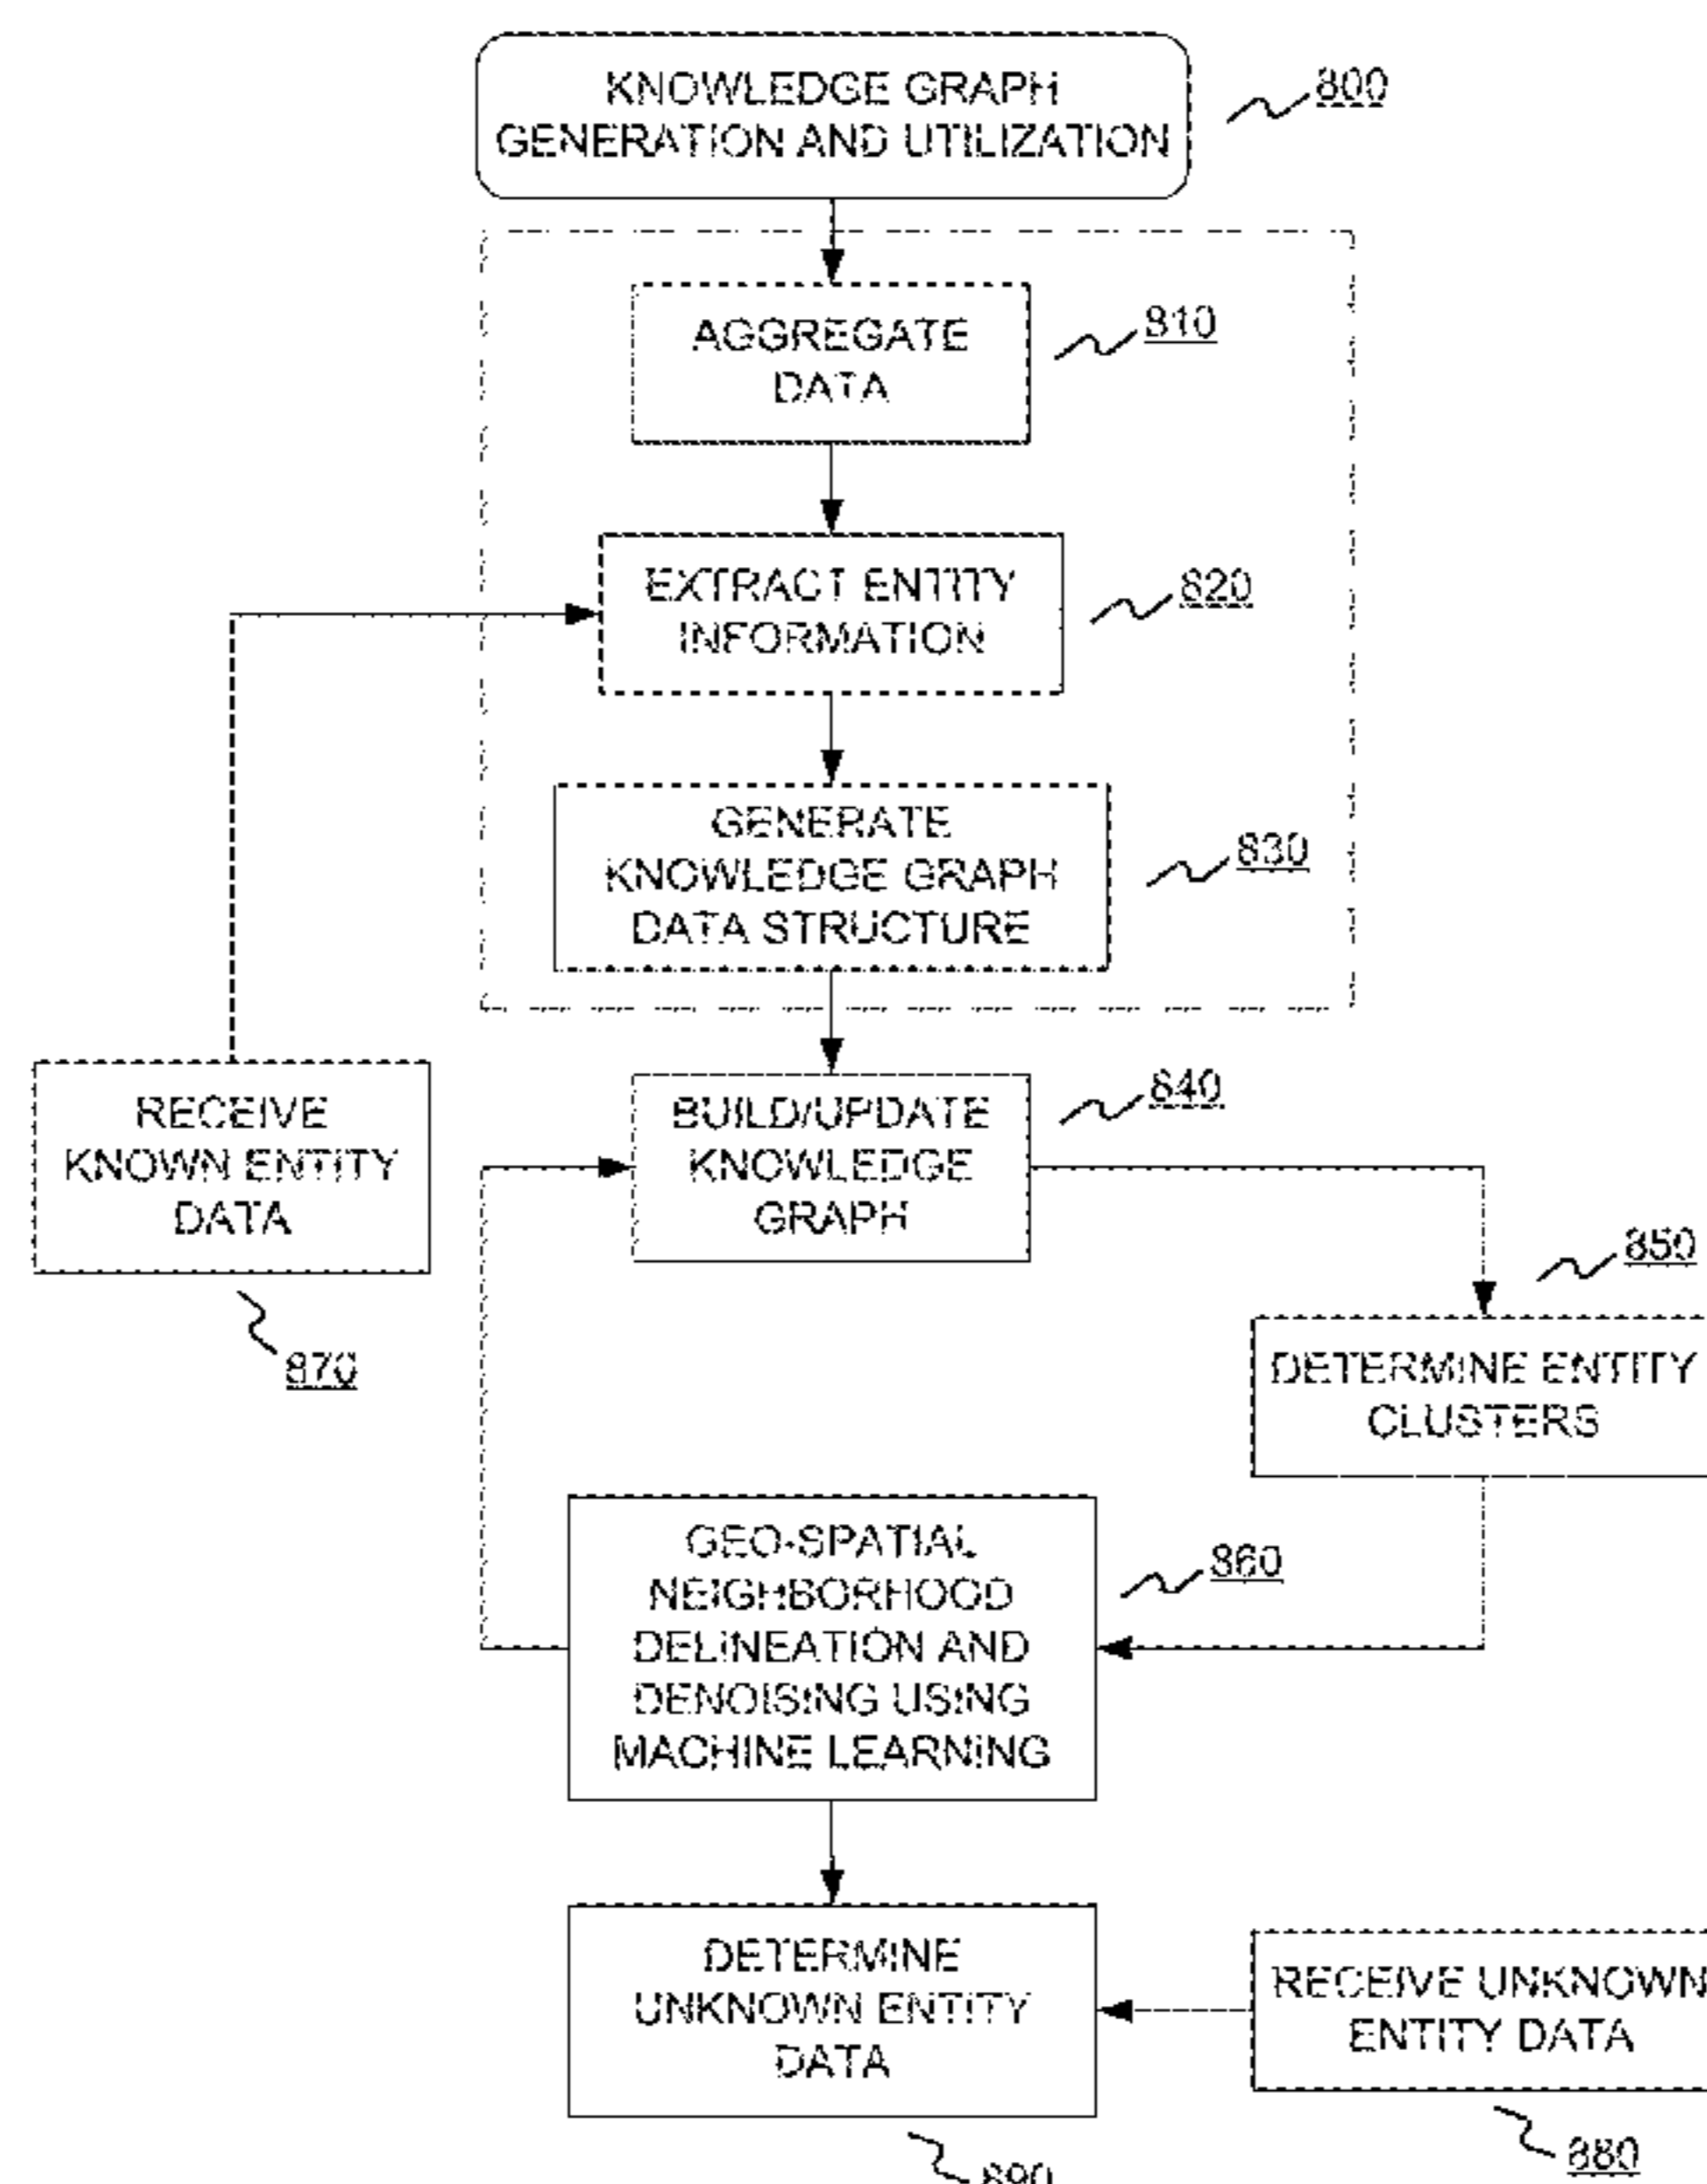 KNOWLEDGE GRAPH
GENERATION AND UTILIZATION
800
AGGREGATE
DATA
810
EXTRACT ENTITY
INFORMATION
820
GENERATE
KNOWLEDGE GRAPH
DATA STRUCTURE
830
RECEIVE
KNOWN ENTITY
DATA
870
BUILD/UPDATE
KNOWLEDGE
GRAPH
840
850
DETERMINE ENTITY
CLUSTERS
GEO-SPATIAL
NEIGHBORHOOD
DELINEATION AND
DENOISING USING
MACHINE LEARNING
860
DETERMINE
UNKNOWN ENTITY
DATA
890
RECEIVE UNKNOWN
ENTITY DATA
880